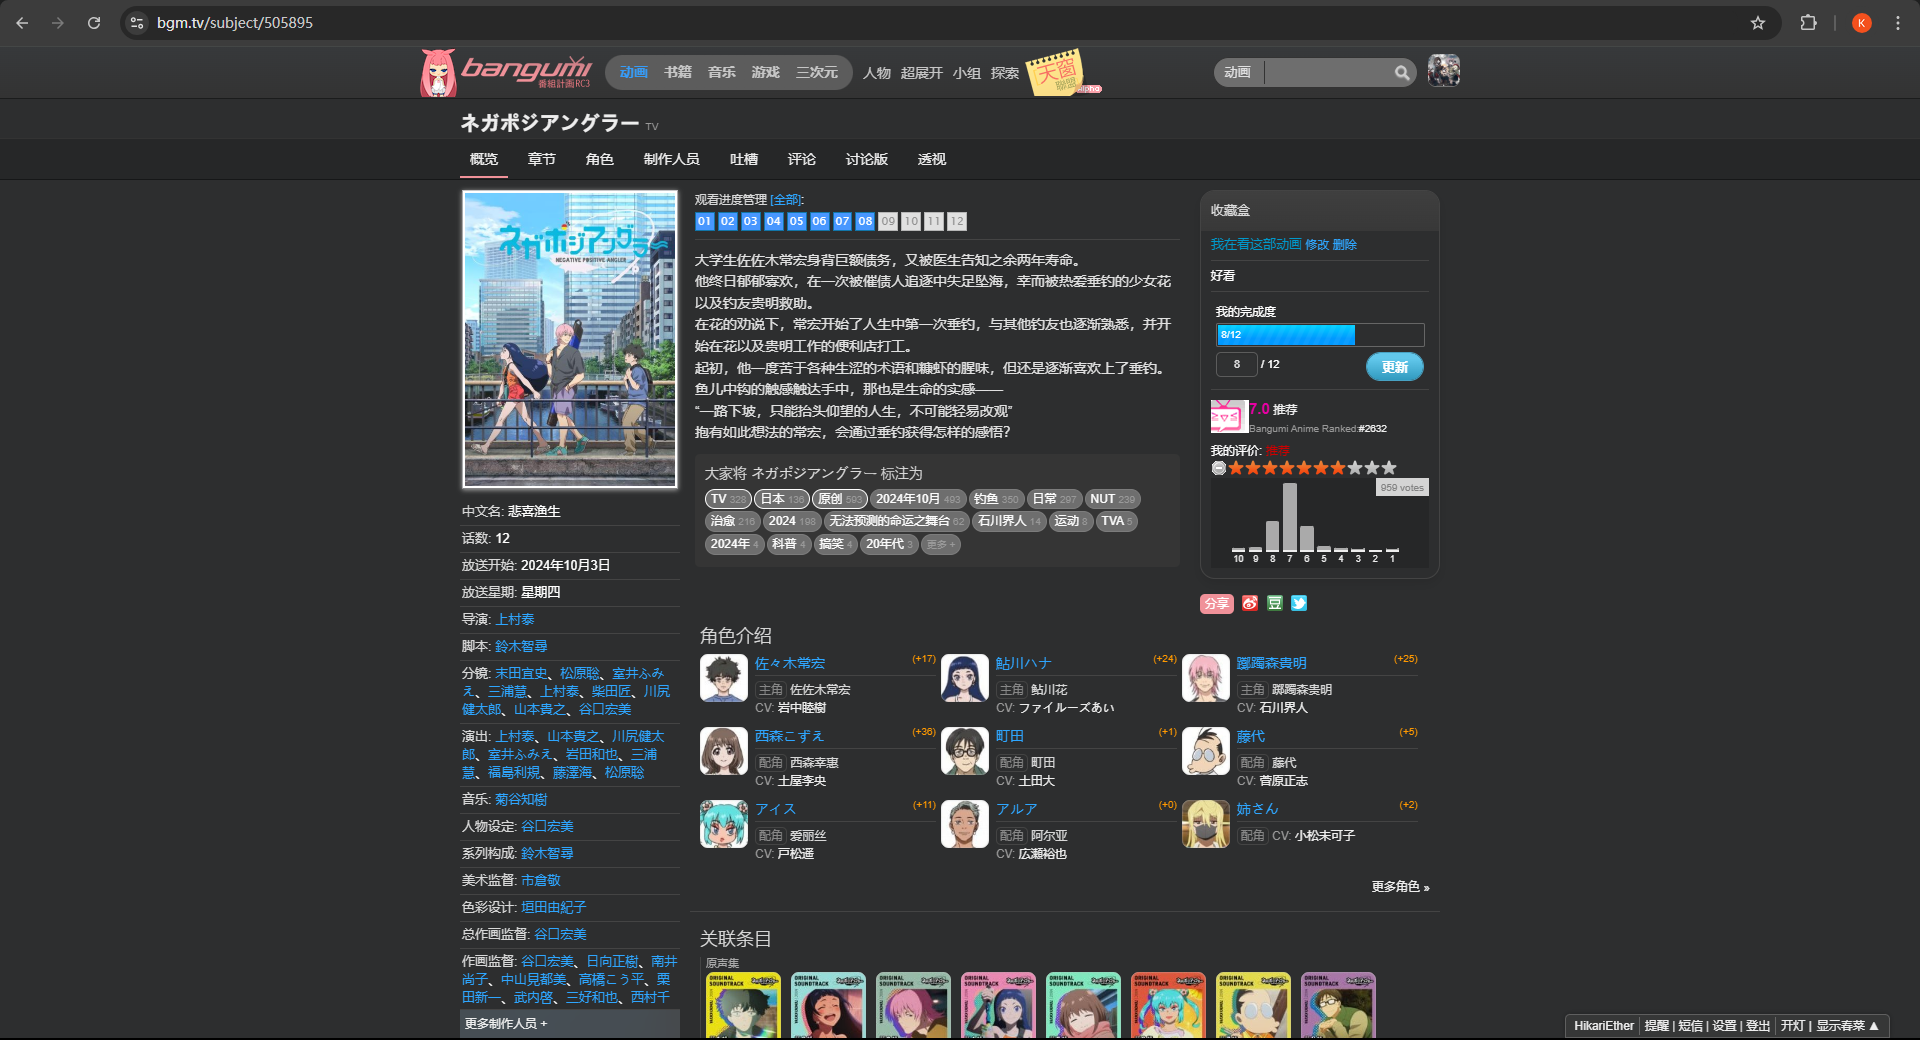 bgm.tv/subject/505895
K
bangumi
番組計画RC3
动画 书籍 音乐 游戏 三次元
人物 超展开 小组 探索
天窗
聯盟
alpha
动画
ネガポジアングラー TV
概览 章节 角色 制作人员 吐槽 评论 讨论版 透视
ネガポジアングラー
NEGATIVE POSITIVE ANGLER
中文名: 悲喜渔生
话数: 12
放送开始: 2024年10月3日
放送星期: 星期四
导演: 上村泰
脚本: 鈴木智尋
分镜: 末田宜史、松原聡、室井ふみ
え、三浦慧、上村泰、柴田匠、川尻
健太郎、山本貴之、谷口宏美
演出: 上村泰、山本貴之、川尻健太
郎、室井ふみえ、岩田和也、三浦
慧、福島利規、藤澤海、松原聡
音乐: 菊谷知樹
人物设定: 谷口宏美
系列构成: 鈴木智尋
美术监督: 市倉敬
色彩设计: 垣田由紀子
总作画监督: 谷口宏美
作画监督: 谷口宏美、日向正樹、南井
尚子、中山見都美、高橋こう平、栗
田新一、武内啓、三好和也、西村千
更多制作人员 +
观看进度管理 [全部]:
01 02 03 04 05 06 07 08 09 10 11 12
大学生佐佐木常宏身背巨额债务，又被医生告知之余两年寿命。
他终日郁郁寡欢，在一次被催债人追逐中失足坠海，幸而被热爱垂钓的少女花
以及钓友贵明救助。
在花的劝说下，常宏开始了人生中第一次垂钓，与其他钓友也逐渐熟悉，并开
始在花以及贵明工作的便利店打工。
起初，他一度苦于各种生涩的术语和糠虾的腥味，但还是逐渐喜欢上了垂钓。
鱼儿中钩的触感触达手中，那也是生命的实感——
“一路下坡，只能抬头仰望的人生，不可能轻易改观”
抱有如此想法的常宏，会通过垂钓获得怎样的感悟？
大家将 ネガポジアングラー 标注为
TV 328 日本 136 原创 593 2024年10月 493 钓鱼 350 日常 297 NUT 239
治愈 216 2024 198 无法预测的命运之舞台 62 石川界人 14 运动 8 TVA 5
2024年 4 科普 4 搞笑 4 20年代 3 更多 +
收藏盒
我在看这部动画 修改 删除
好看
我的完成度
8/12
8 / 12 更新
7.0 推荐
Bangumi Anime Ranked:#2632
我的评价: 推荐
959 votes
10 9 8 7 6 5 4 3 2 1
分享 豆
角色介绍
佐々木常宏 (+17)
主角 佐佐木常宏
CV: 岩中睦樹
鮎川ハナ (+24)
主角 鲇川花
CV: ファイルーズあい
躑躅森貴明 (+25)
主角 踯躅森贵明
CV: 石川界人
西森こずえ (+36)
配角 西森幸惠
CV: 土屋李央
町田 (+1)
配角 町田
CV: 土田大
藤代 (+5)
配角 藤代
CV: 菅原正志
アイス (+11)
配角 爱丽丝
CV: 戸松遥
アルア (+0)
配角 阿尔亚
CV: 広瀬裕也
姉さん (+2)
配角 CV: 小松未可子
更多角色 »
关联条目
原声集
ORIGINAL SOUNDTRACK
ORIGINAL SOUNDTRACK
ORIGINAL SOUNDTRACK
ORIGINAL SOUNDTRACK
ORIGINAL SOUNDTRACK
ORIGINAL SOUNDTRACK
ORIGINAL SOUNDTRACK
ORIGINAL SOUNDTRACK
HikariEther 提醒 | 短信 | 设置 | 登出 开灯 | 显示春菜 ▲